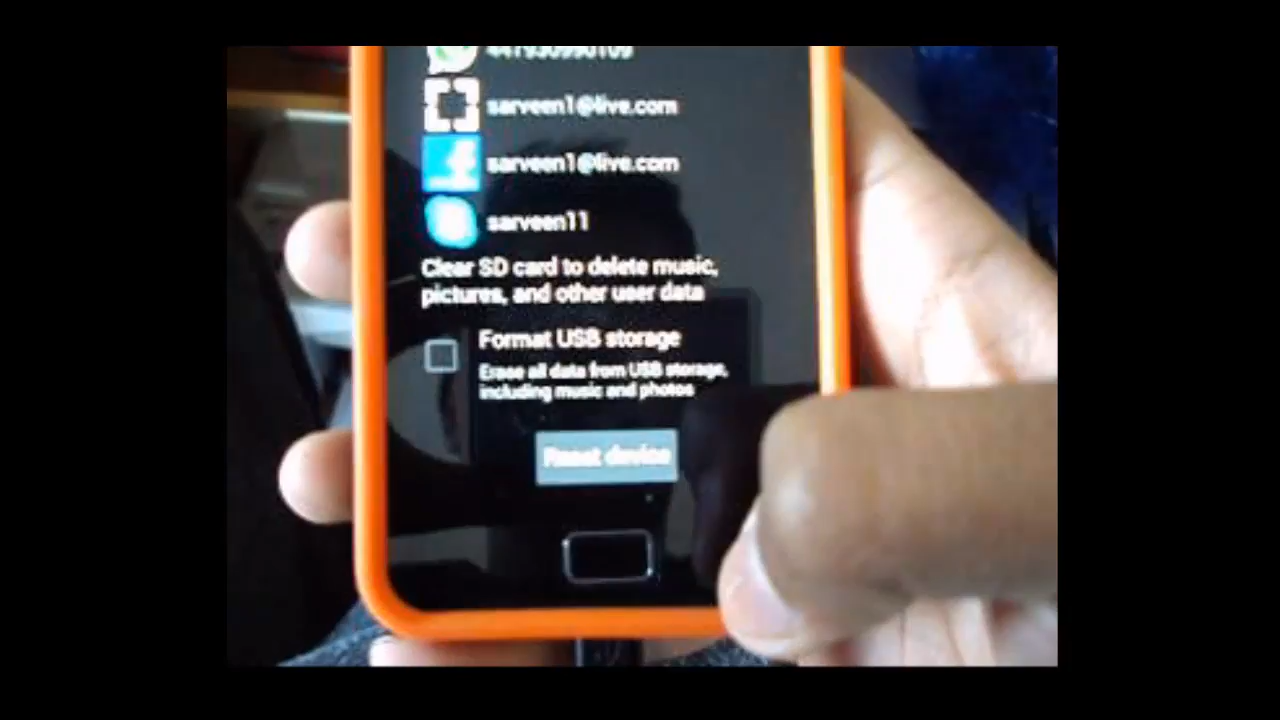 sarveen1@live.com
sarveen1@live.com
sarveen11
Clear SD card to delete music,
pictures, and other user data
Format USB storage
Erase all data from USB storage,
including music and photos
Reset device